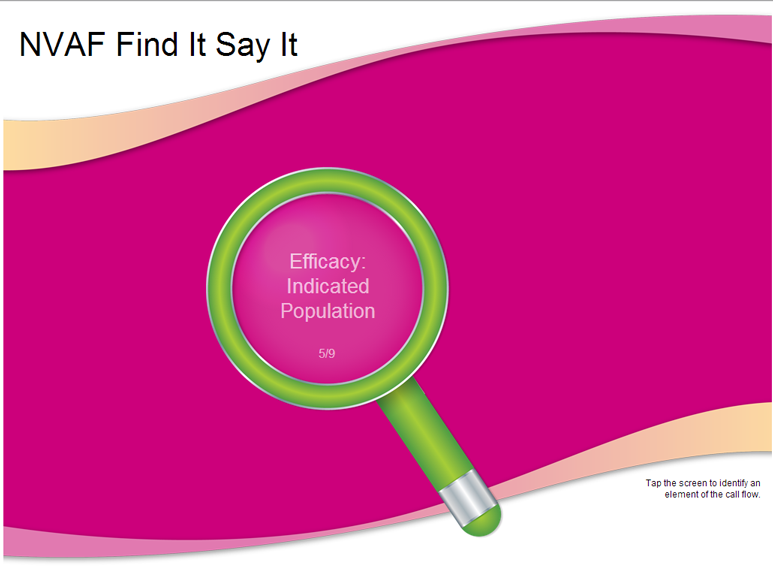 NVAF Find It Say It
Efficacy:
Indicated
Population
5/9
Tap the screen to identify an
element of the call flow.